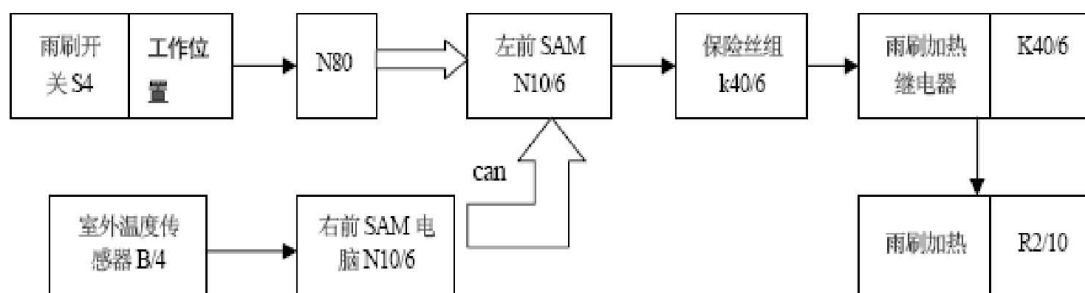 雨刷开
关 S4
工作位
置
N80
左前 SAM
N10/6
保险丝组
k40/6
雨刷加热
继电器
K40/6
can
室外温度传
感器 B/4
右前 SAM 电
脑 N10/6
雨刷加热
R2/10